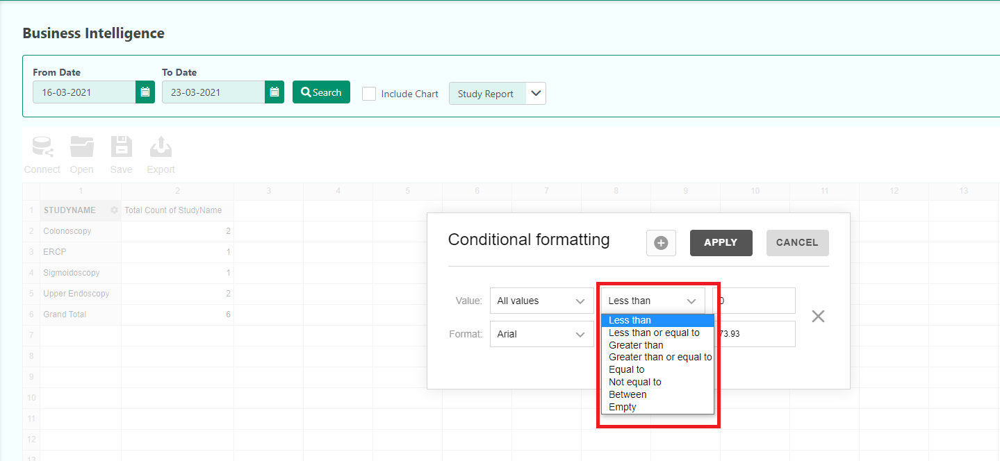 Business Intelligence
From Date To Date
16-03-2021 23-03-2021 Search Include Chart Study Report
Connect Open Save Export
1 2 3 4 5 6 7 8 9 10 11 12 13
1 STUDYNAME Total Count of StudyName
2 Colonoscopy 2
3 ERCP 1
4 Sigmoidoscopy 1
5 Upper Endoscopy 2
6 Grand Total 6
7
8
9
10
11
12
13
Conditional formatting APPLY CANCEL
Value: All values Less than 0
Format: Arial 73.93
Less than
Less than or equal to
Greater than
Greater than or equal to
Equal to
Not equal to
Between
Empty